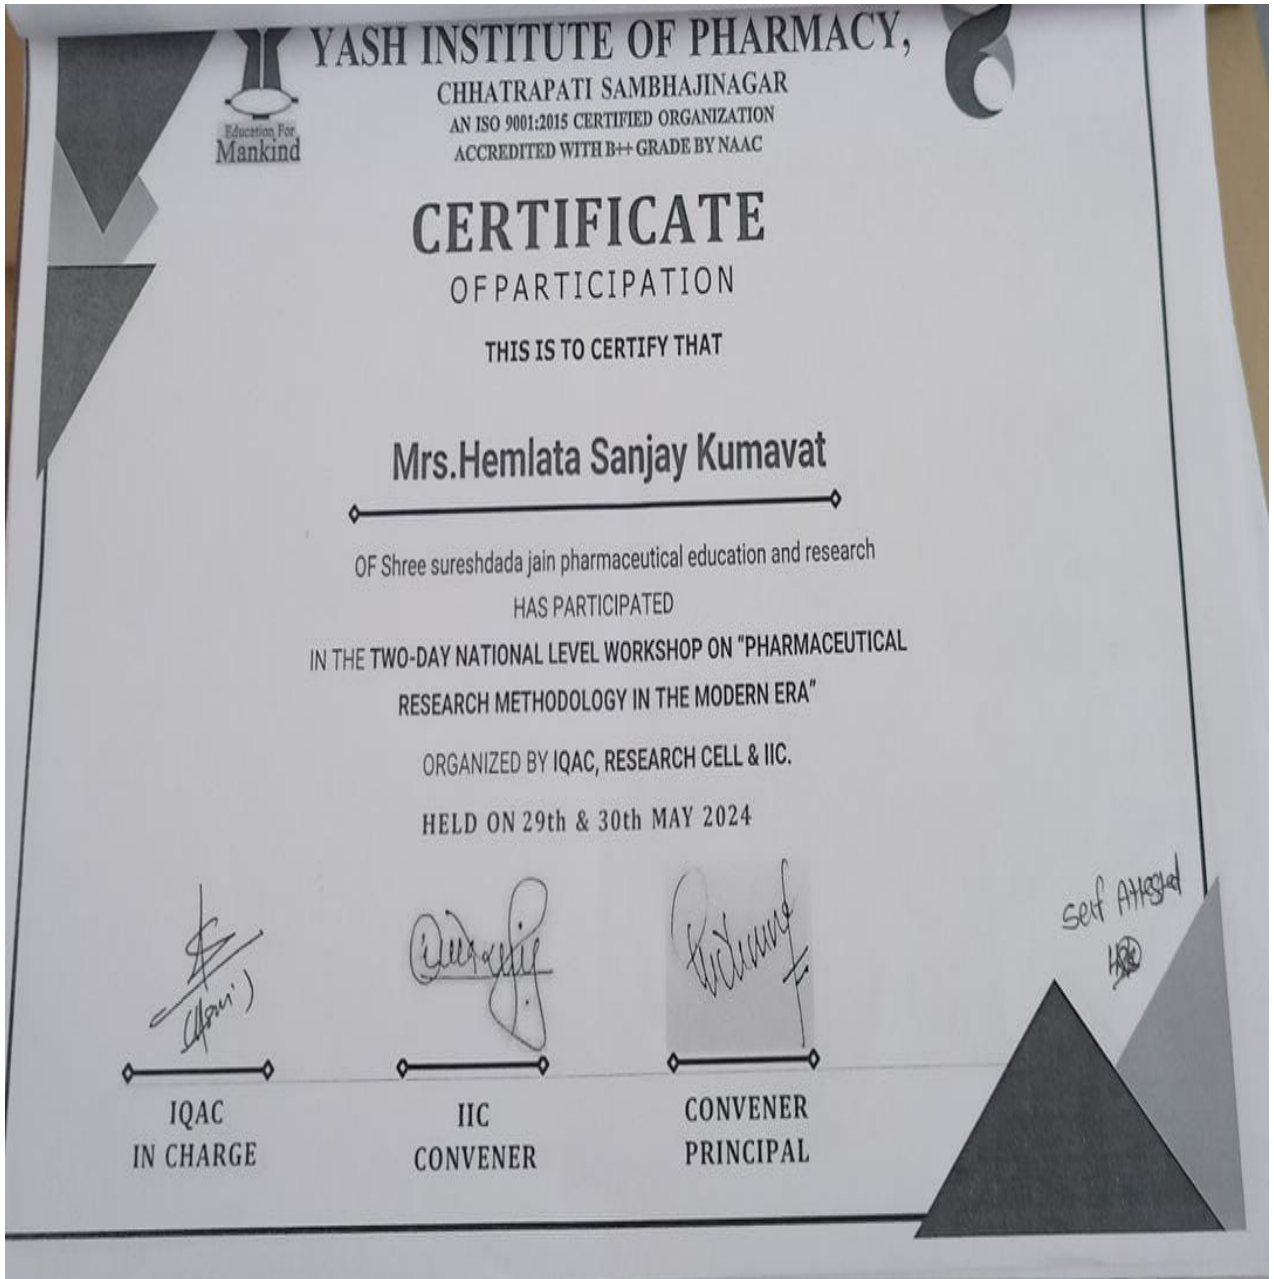 YASH INSTITUTE OF PHARMACY,
CHHATRAPATI SAMBHAJINAGAR
AN ISO 9001:2015 CERTIFIED ORGANIZATION
ACCREDITED WITH B++ GRADE BY NAAC
Education For
Mankind
CERTIFICATE
OF PARTICIPATION
THIS IS TO CERTIFY THAT
Mrs.Hemlata Sanjay Kumavat
OF Shree sureshdada jain pharmaceutical education and research
HAS PARTICIPATED
IN THE TWO-DAY NATIONAL LEVEL WORKSHOP ON "PHARMACEUTICAL
RESEARCH METHODOLOGY IN THE MODERN ERA"
ORGANIZED BY IQAC, RESEARCH CELL & IIC.
HELD ON 29th & 30th MAY 2024
Self Attested
IQAC
IN CHARGE
IIC
CONVENER
CONVENER
PRINCIPAL